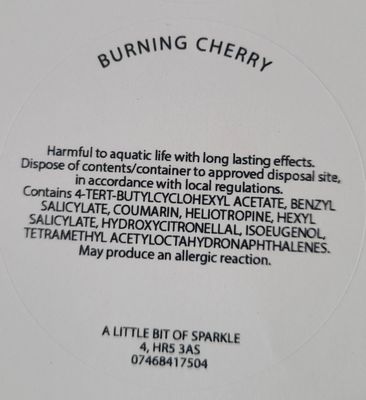 BURNING CHERRY
Harmful to aquatic life with long lasting effects.
Dispose of contents/container to approved disposal site,
in accordance with local regulations.
Contains 4-TERT-BUTYLCYCLOHEXYL ACETATE, BENZYL
SALICYLATE, COUMARIN, HELIOTROPINE, HEXYL
SALICYLATE, HYDROXYCITRONELLAL, ISOEUGENOL,
TETRAMETHYL ACETYLOCTAHYDRONAPHTHALENES.
May produce an allergic reaction.
A LITTLE BIT OF SPARKLE
4, HR5 3AS
07468417504